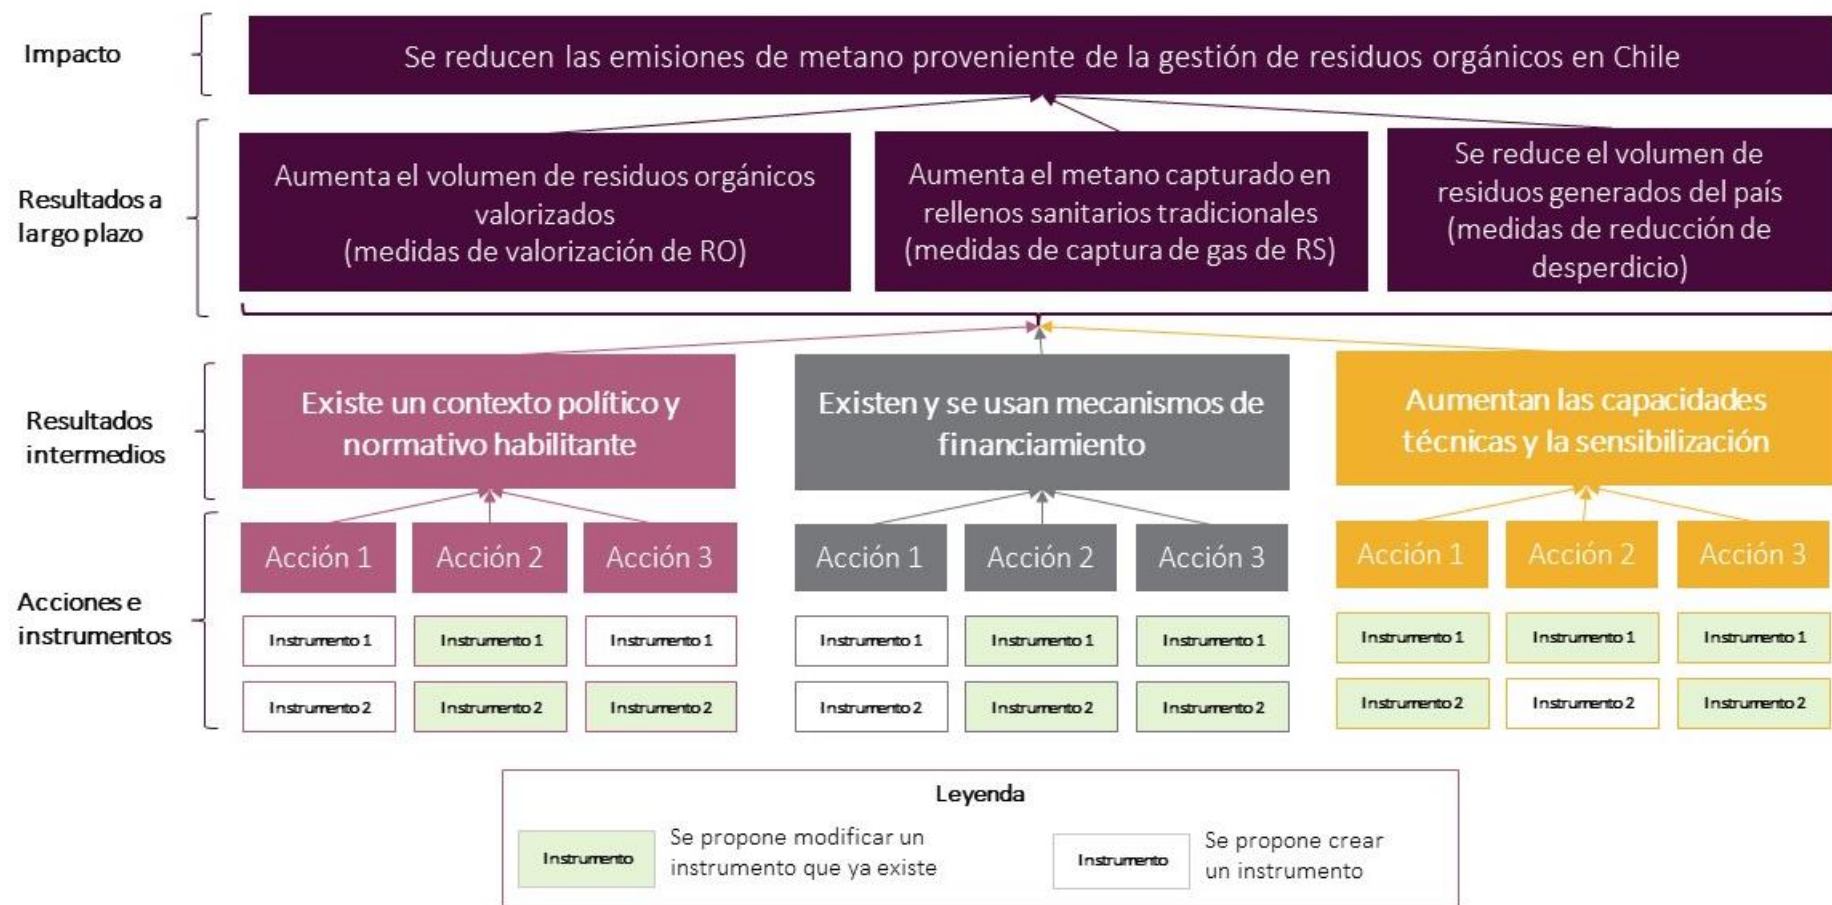 Impacto
Se reducen las emisiones de metano proveniente de la gestión de residuos orgánicos en Chile
Resultados a
largo plazo
Aumenta el volumen de residuos orgánicos
valorizados
(medidas de valorización de RO)
Aumenta el metano capturado en
rellenos sanitarios tradicionales
(medidas de captura de gas de RS)
Se reduce el volumen de
residuos generados del país
(medidas de reducción de
desperdicio)
Resultados
intermedios
Existe un contexto político y
normativo habilitante
Existen y se usan mecanismos de
financiamiento
Aumentan las capacidades
técnicas y la sensibilización
Acciones e
instrumentos
Acción 1
Acción 2
Acción 3
Acción 1
Acción 2
Acción 3
Acción 1
Acción 2
Acción 3
Instrumento 1
Instrumento 1
Instrumento 1
Instrumento 1
Instrumento 1
Instrumento 1
Instrumento 1
Instrumento 1
Instrumento 1
Instrumento 2
Instrumento 2
Instrumento 2
Instrumento 2
Instrumento 2
Instrumento 2
Instrumento 2
Instrumento 2
Instrumento 2
Leyenda
Instrumento
Se propone modificar un
instrumento que ya existe
Instrumento
Se propone crear
un instrumento